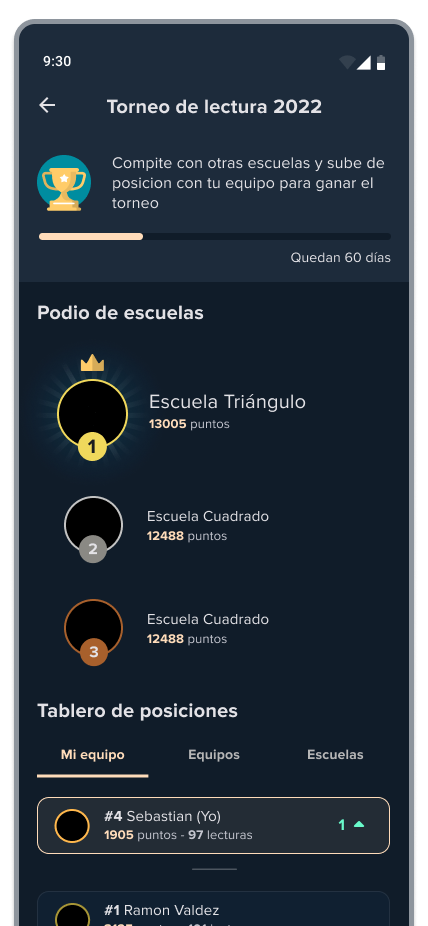 9:30
Torneo de lectura 2022
Compite con otras escuelas y sube de
posicion con tu equipo para ganar el
torneo
Quedan 60 días
Podio de escuelas
Escuela Triángulo
13005 puntos
1
Escuela Cuadrado
12488 puntos
2
Escuela Cuadrado
12488 puntos
3
Tablero de posiciones
Mi equipo Equipos Escuelas
#4 Sebastian (Yo)
1905 puntos - 97 lecturas
1
#1 Ramon Valdez